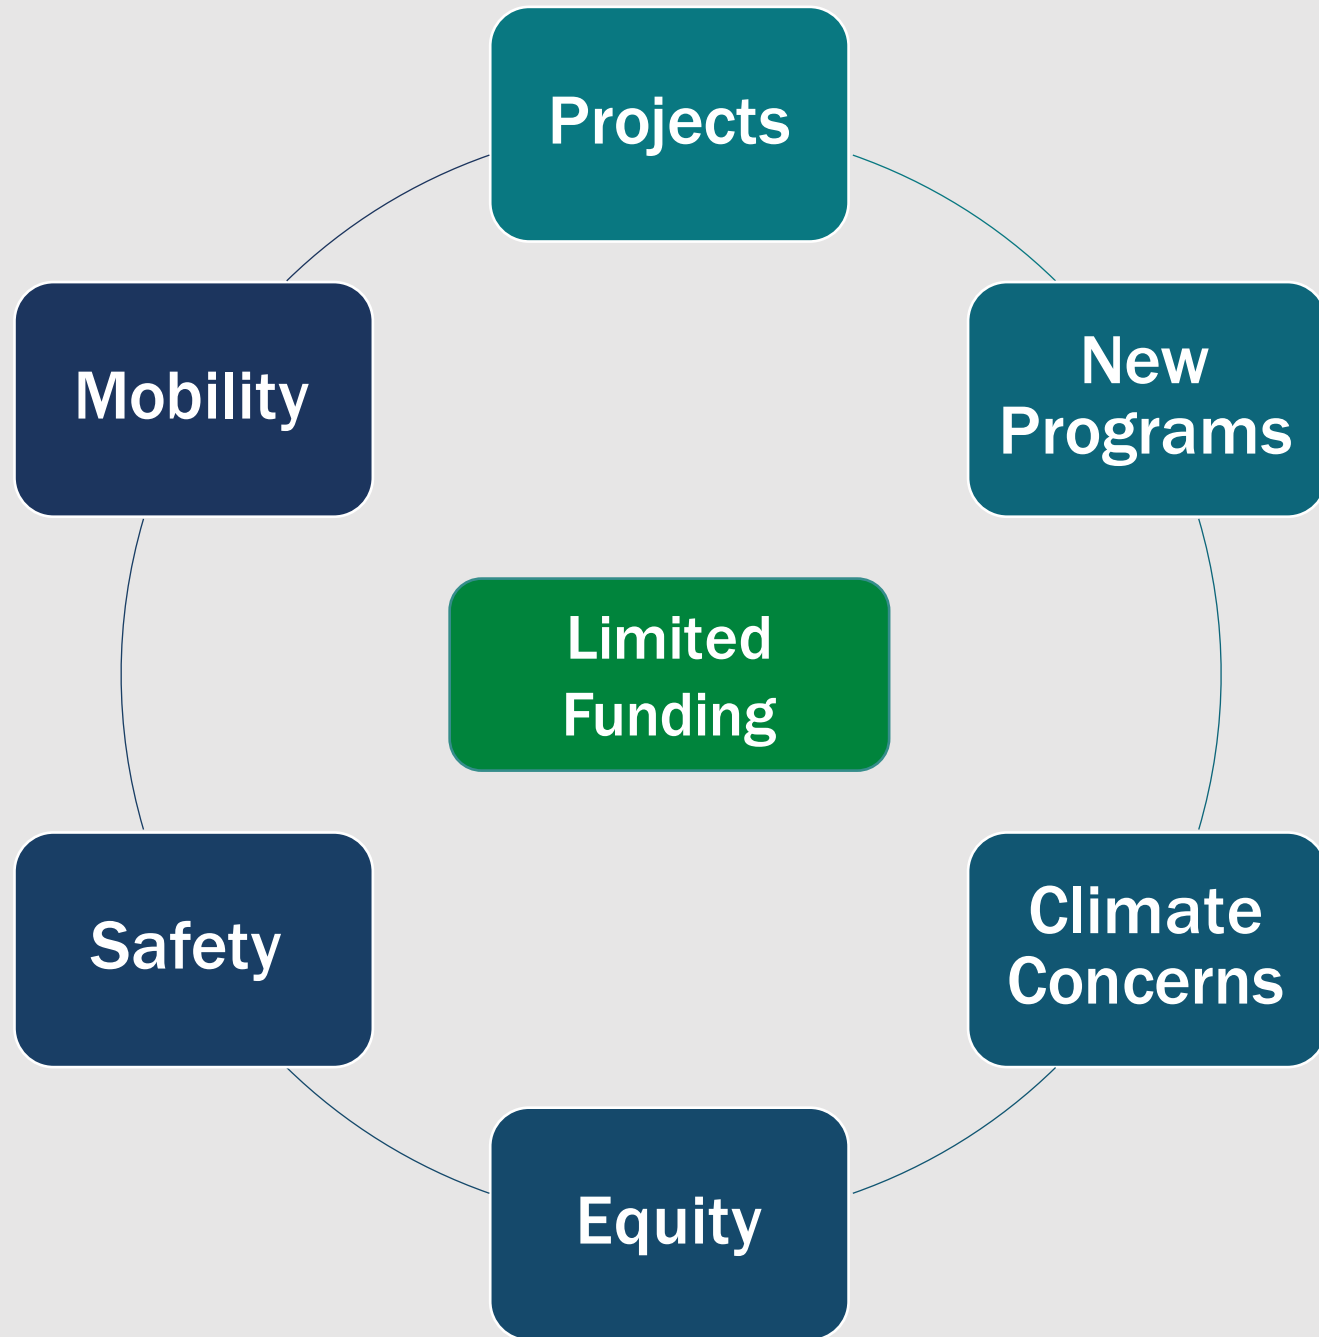 Projects
New
Programs
Mobility
Limited
Funding
Climate
Concerns
Safety
Equity